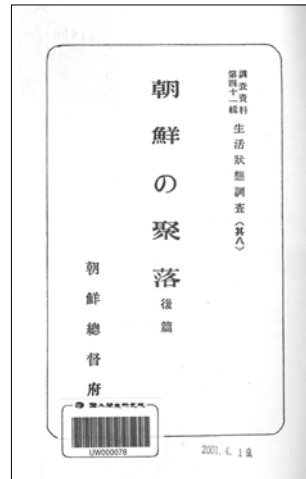 調査資料
第四十一輯
生活狀態調査(其八)
朝鮮の聚落
後篇
朝鮮總督府
UW000078
2001. 4. 1